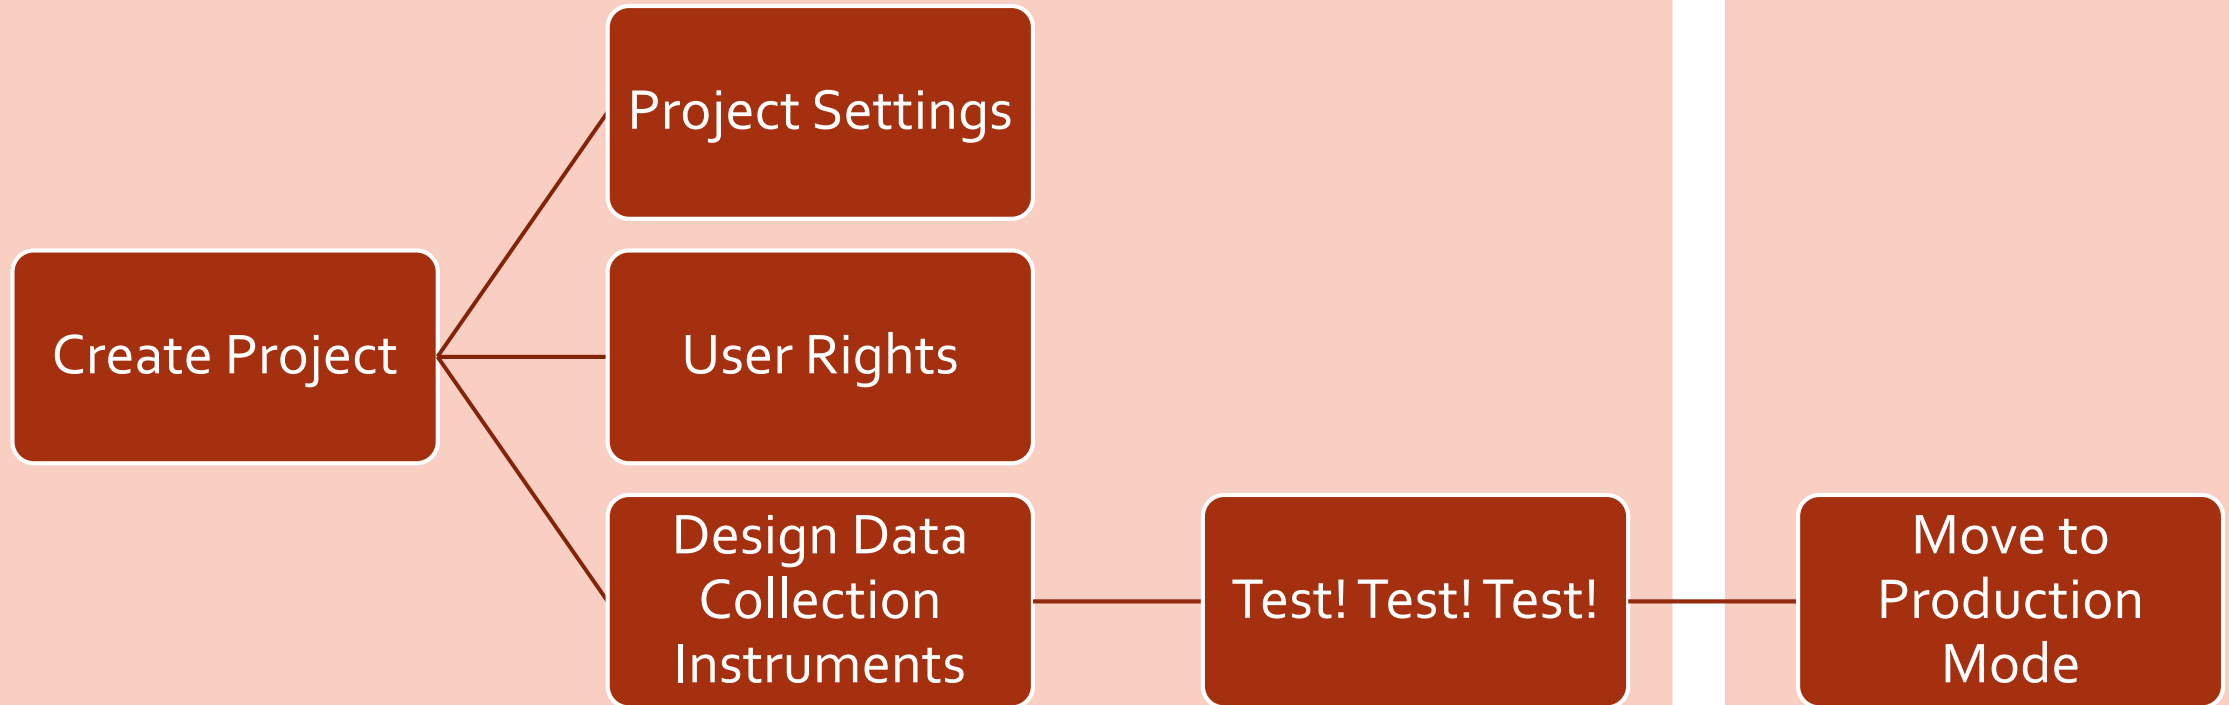 Project Settings
Create Project
User Rights
Design Data
Collection
Instruments
Test! Test! Test!
Move to
Production
Mode